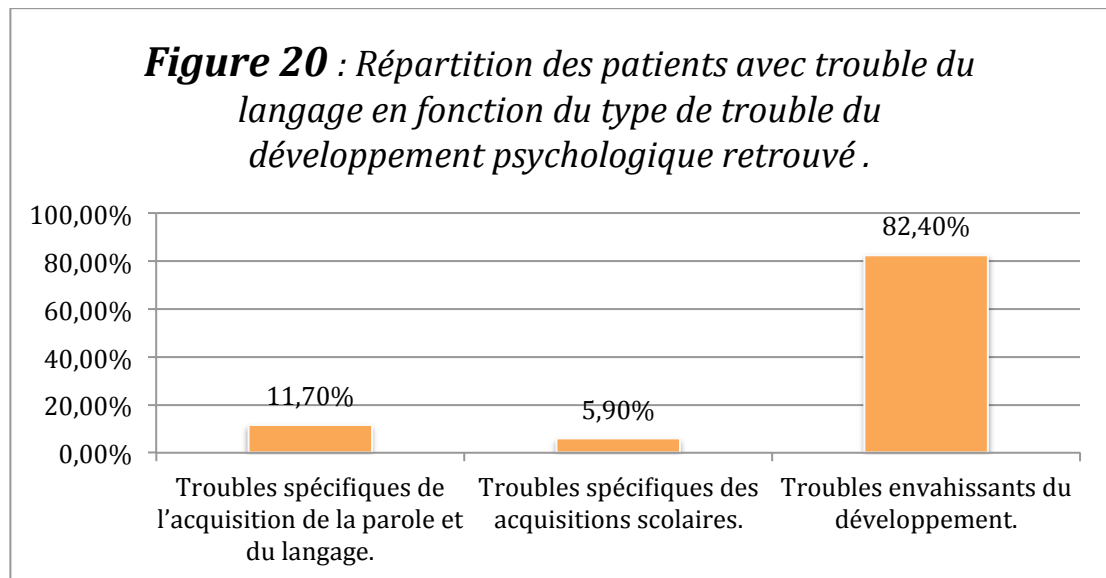 Figure 20 : Répartition des patients avec trouble du
langage en fonction du type de trouble du
développement psychologique retrouvé .
100,00%
80,00%
60,00%
40,00%
20,00%
0,00%
11,70%
5,90%
82,40%
Troubles spécifiques de
l’acquisition de la parole et
du langage.
Troubles spécifiques des
acquisitions scolaires.
Troubles envahissants du
développement.